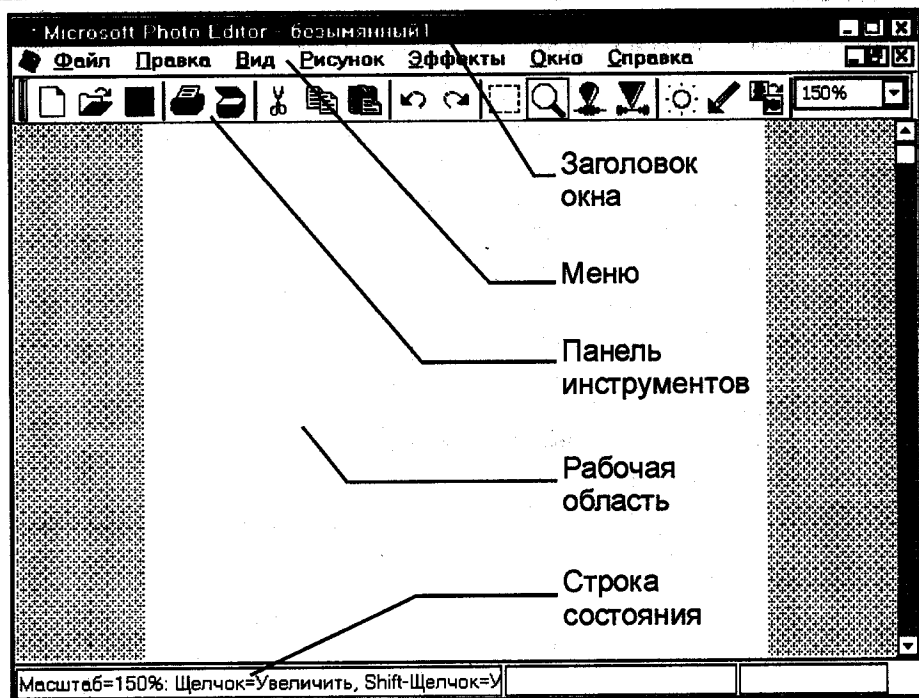 Microsoft Photo Editor - безымянный1
Файл Правка Вид Рисунок Эффекты Окно Справка
150%
Заголовок
окна
Меню
Панель
инструментов
Рабочая
область
Строка
состояния
Масштаб=150%: Щелчок=Увеличить, Shift-Щелчок=У